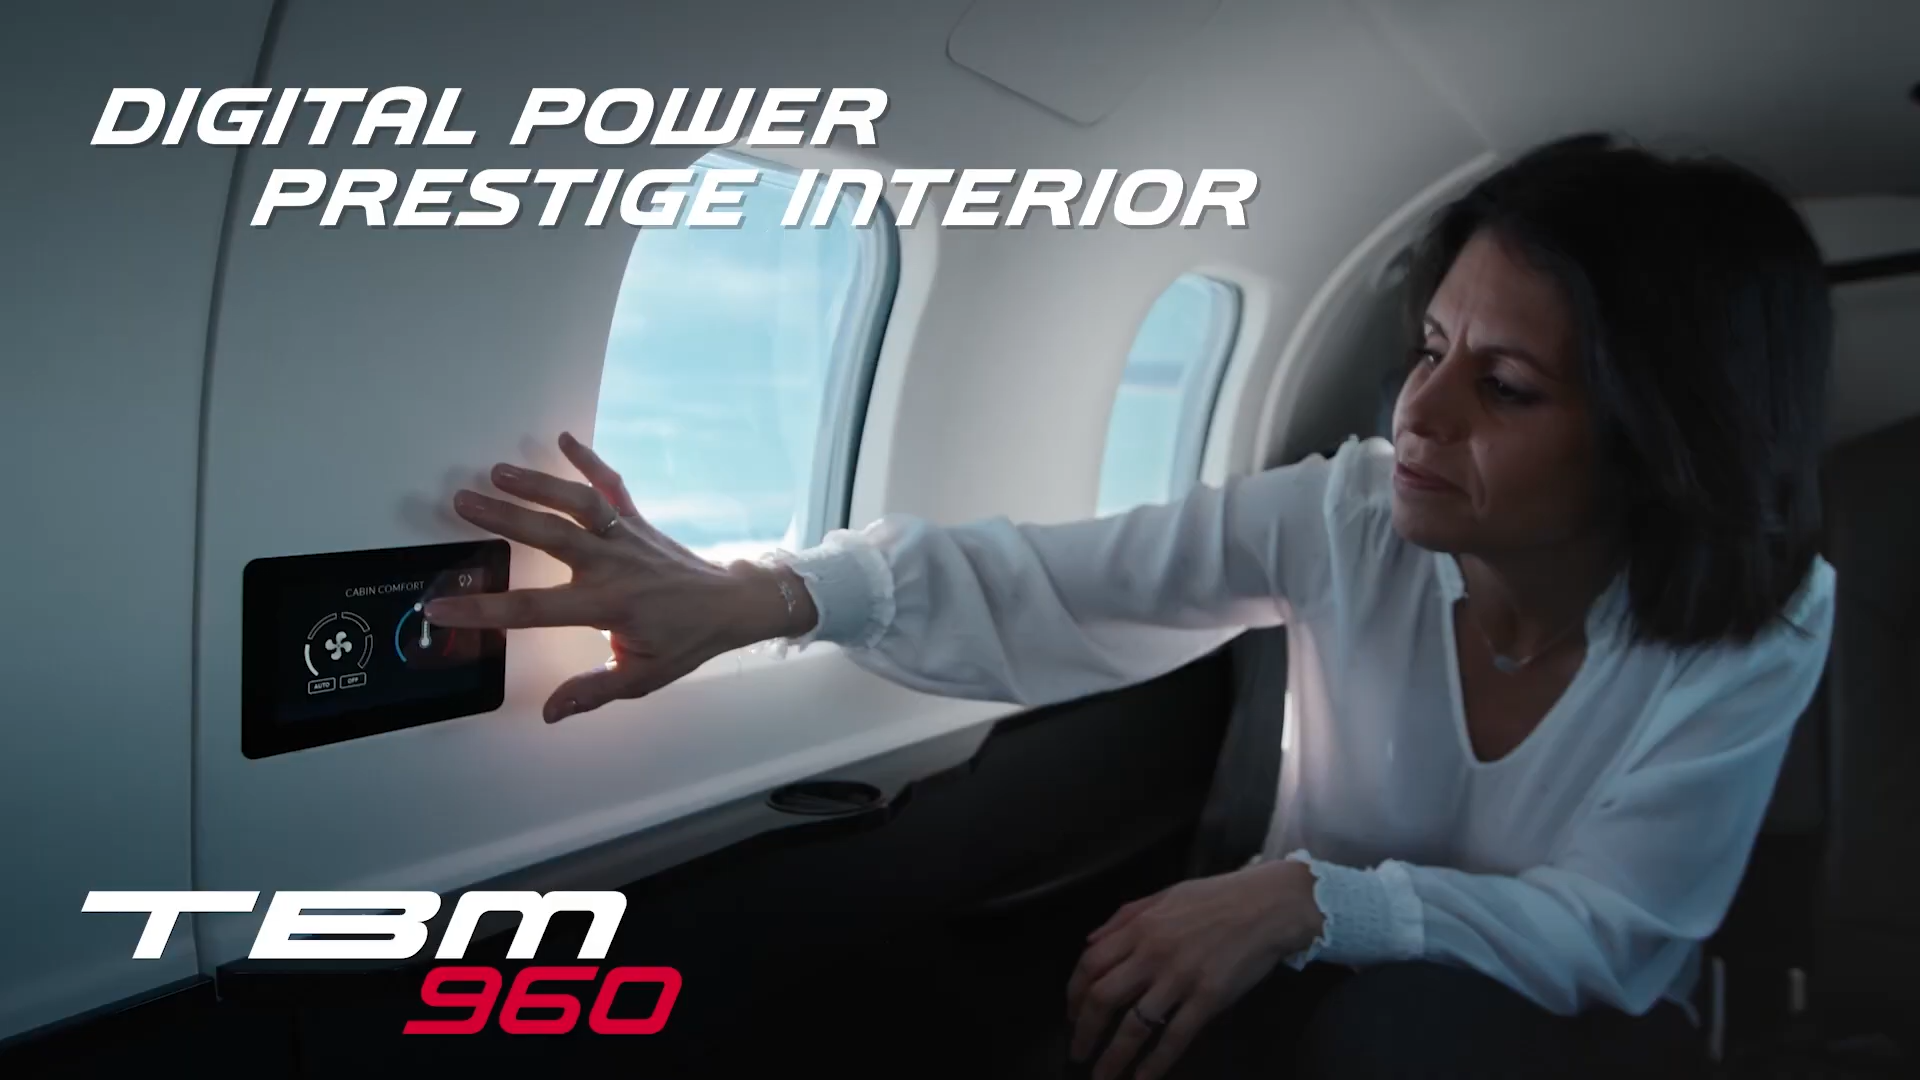 DIGITAL POWER
PRESTIGE INTERIOR
CABIN COMFORT
AUTO OFF
TBM
960